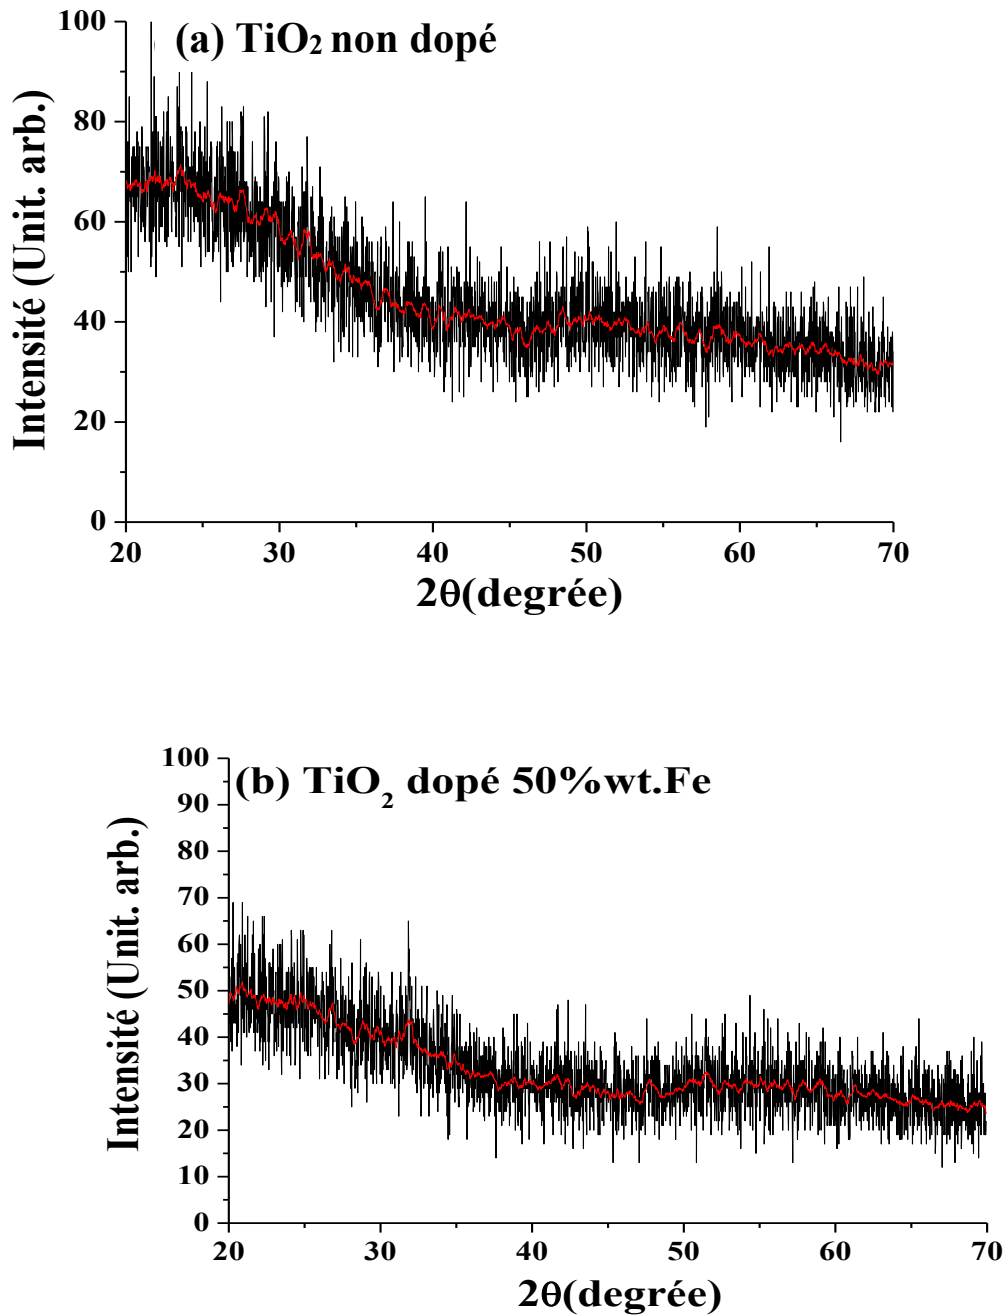 (a) TiO2 non dopé
Intensité (Unit. arb.)
100
80
60
40
20
0
20 30 40 50 60 70
2θ(degrée)
(b) TiO2 dopé 50%wt.Fe
Intensité (Unit. arb.)
100
90
80
70
60
50
40
30
20
10
0
20 30 40 50 60 70
2θ(degrée)